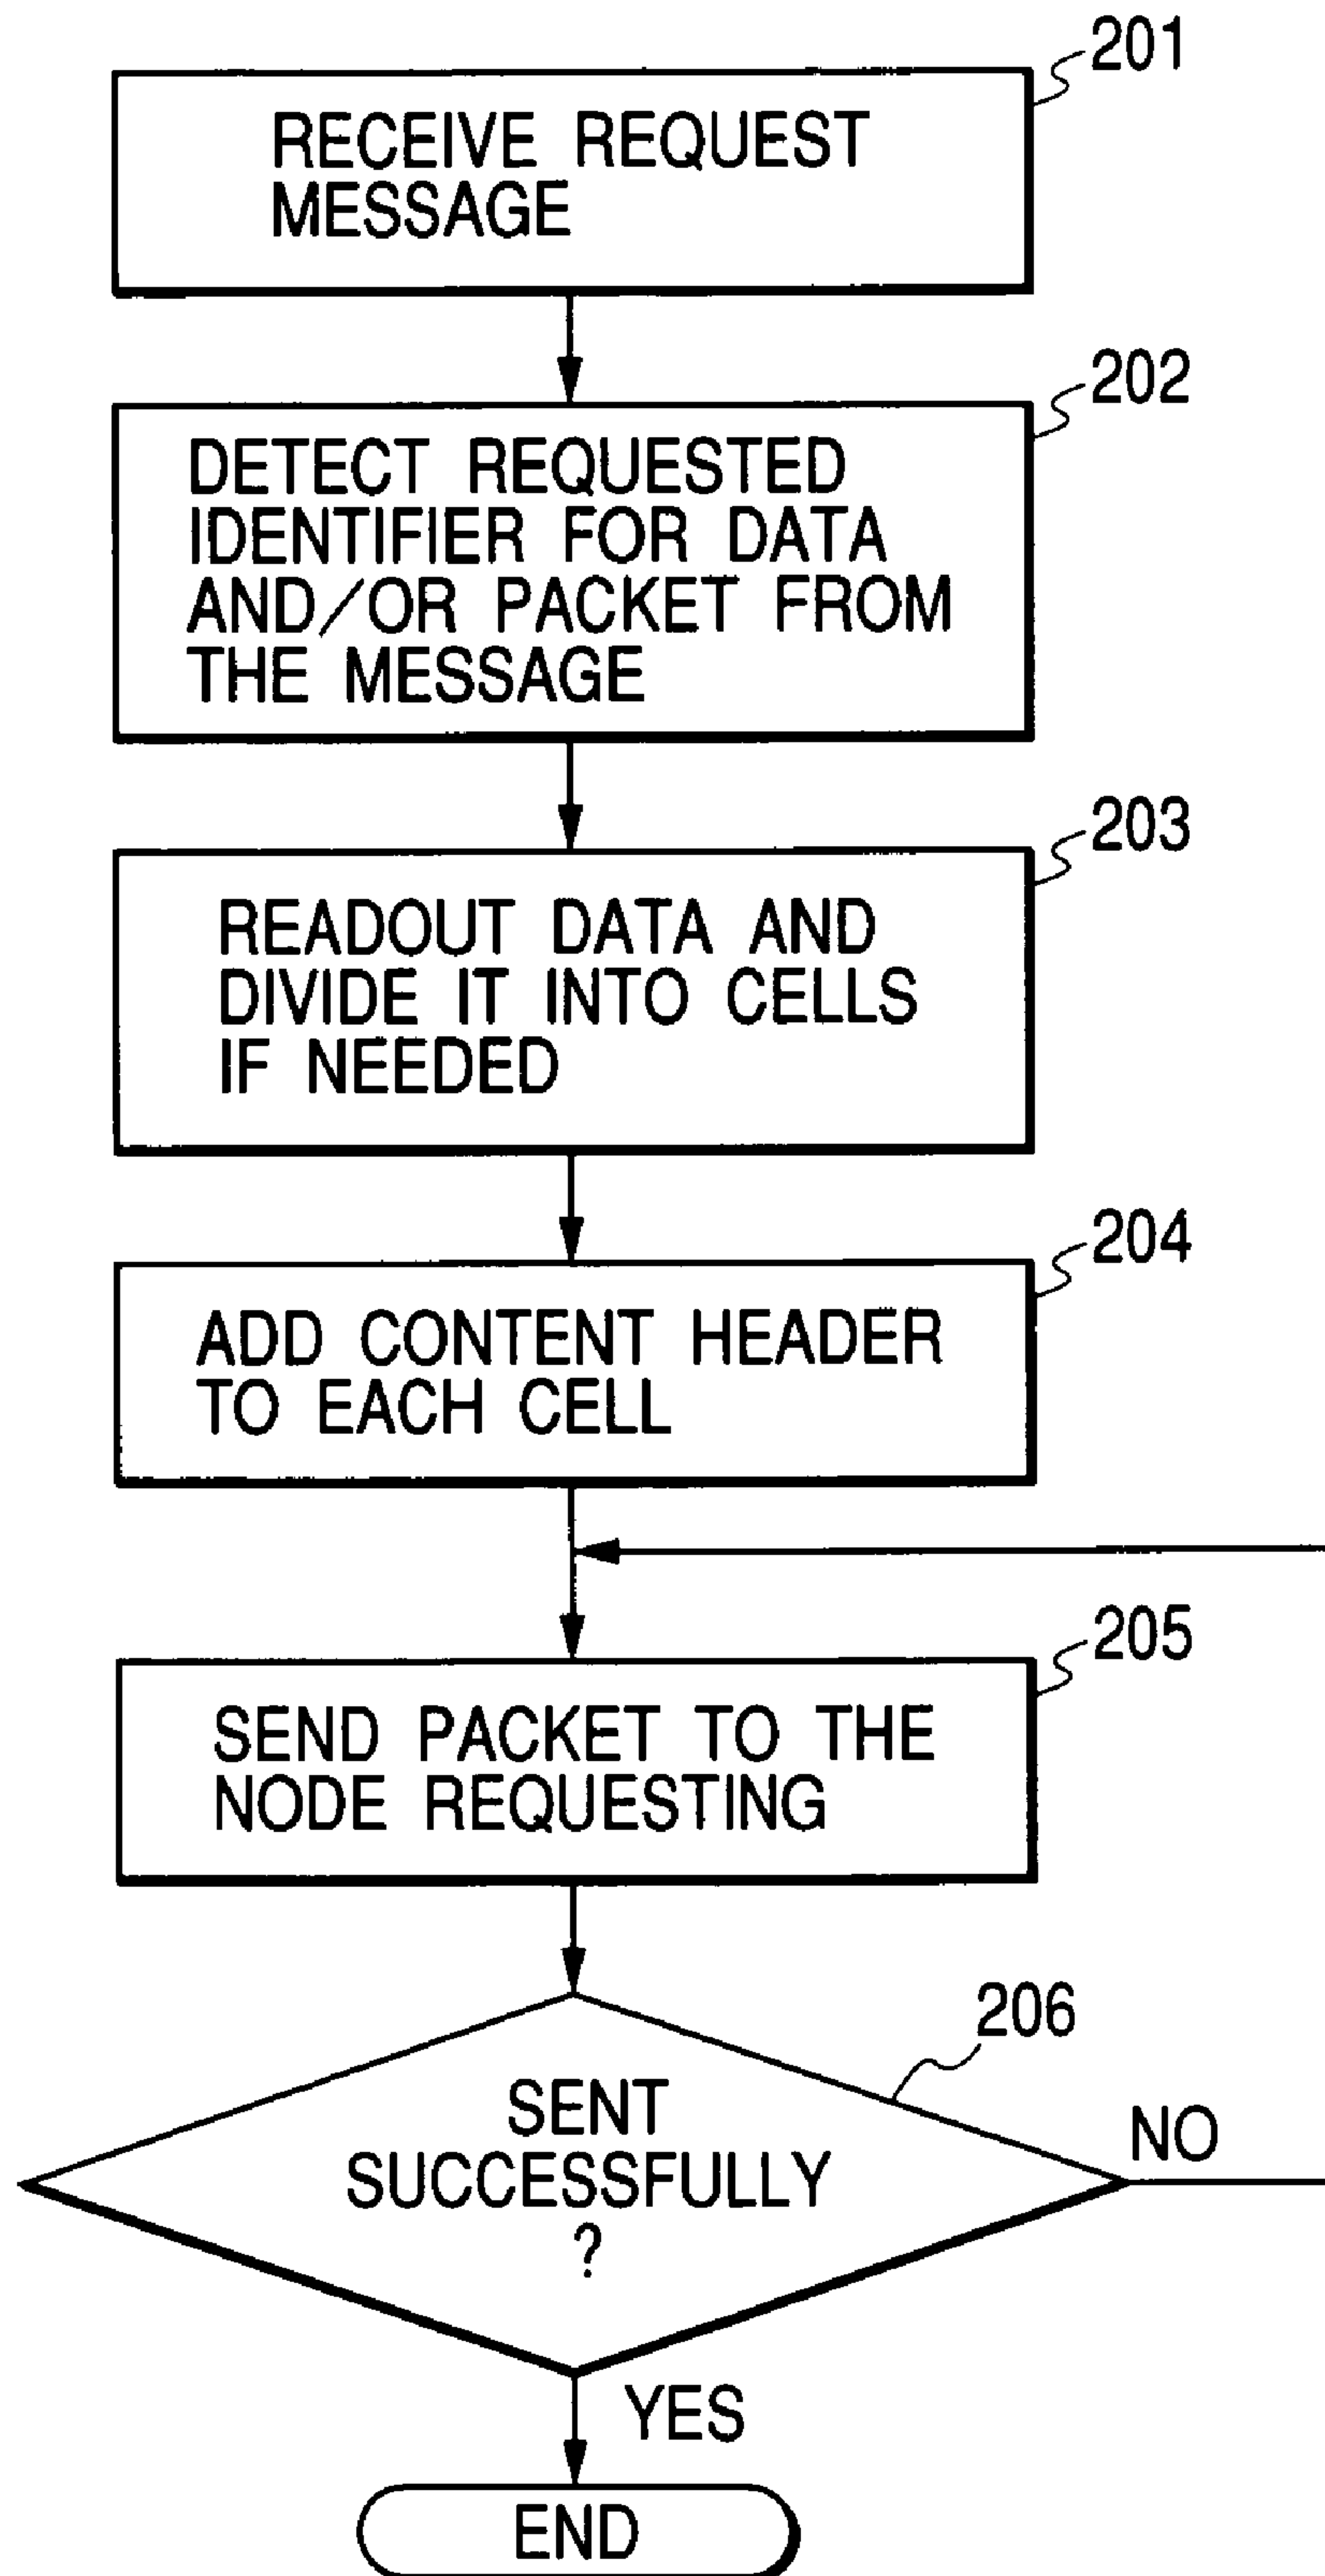 201
RECEIVE REQUEST
MESSAGE
202
DETECT REQUESTED
IDENTIFIER FOR DATA
AND/OR PACKET FROM
THE MESSAGE
203
READOUT DATA AND
DIVIDE IT INTO CELLS
IF NEEDED
204
ADD CONTENT HEADER
TO EACH CELL
205
SEND PACKET TO THE
NODE REQUESTING
206
SENT
SUCCESSFULLY
?
NO
YES
END